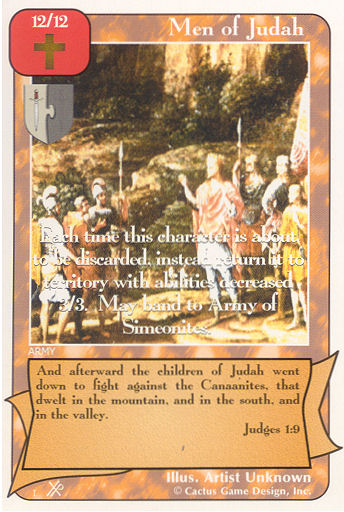 12/12
Men of Judah
Each time this character is about
to be discarded, instead return it to
territory with abilities decreased
3/3. May band to Army of
Simeonites.
ARMY
And afterward the children of Judah went
down to fight against the Canaanites, that
dwelt in the mountain, and in the south, and
in the valley.
Judges 1:9
Illus. Artist Unknown
© Cactus Game Design, Inc.